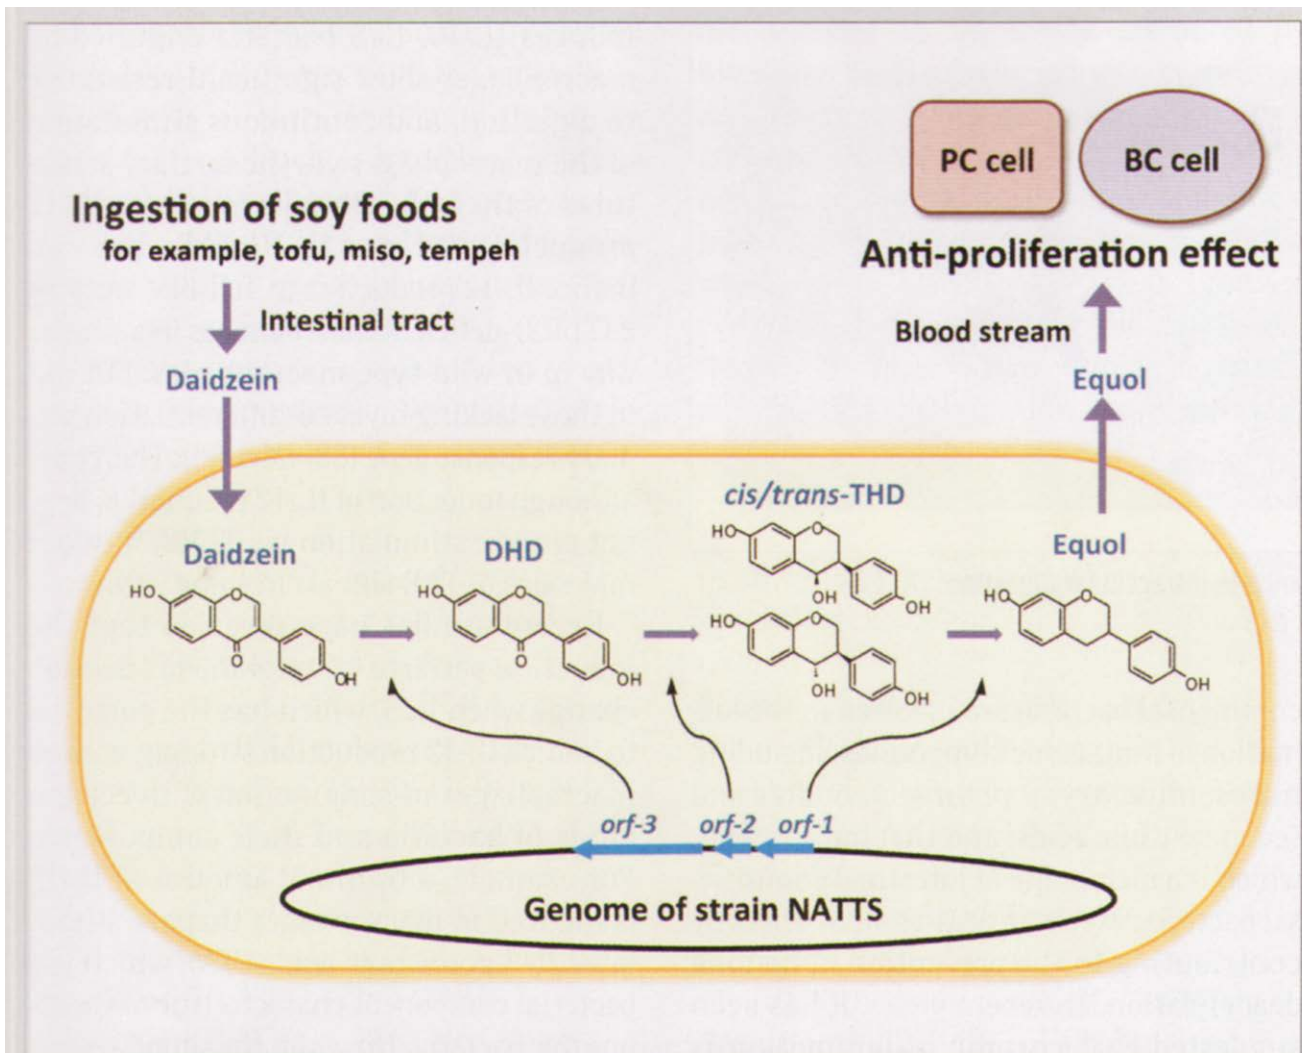 PC cell
BC cell
Ingestion of soy foods
for example, tofu, miso, tempeh
Anti-proliferation effect
Intestinal tract
Blood stream
Daidzein
Equol
cis/trans-THD
Daidzein
DHD
Equol
HO
O
O
OH
HO
O
O
OH
HO
O
OH
OH
HO
O
OH
OH
HO
O
OH
orf-3
orf-2
orf-1
Genome of strain NATTS